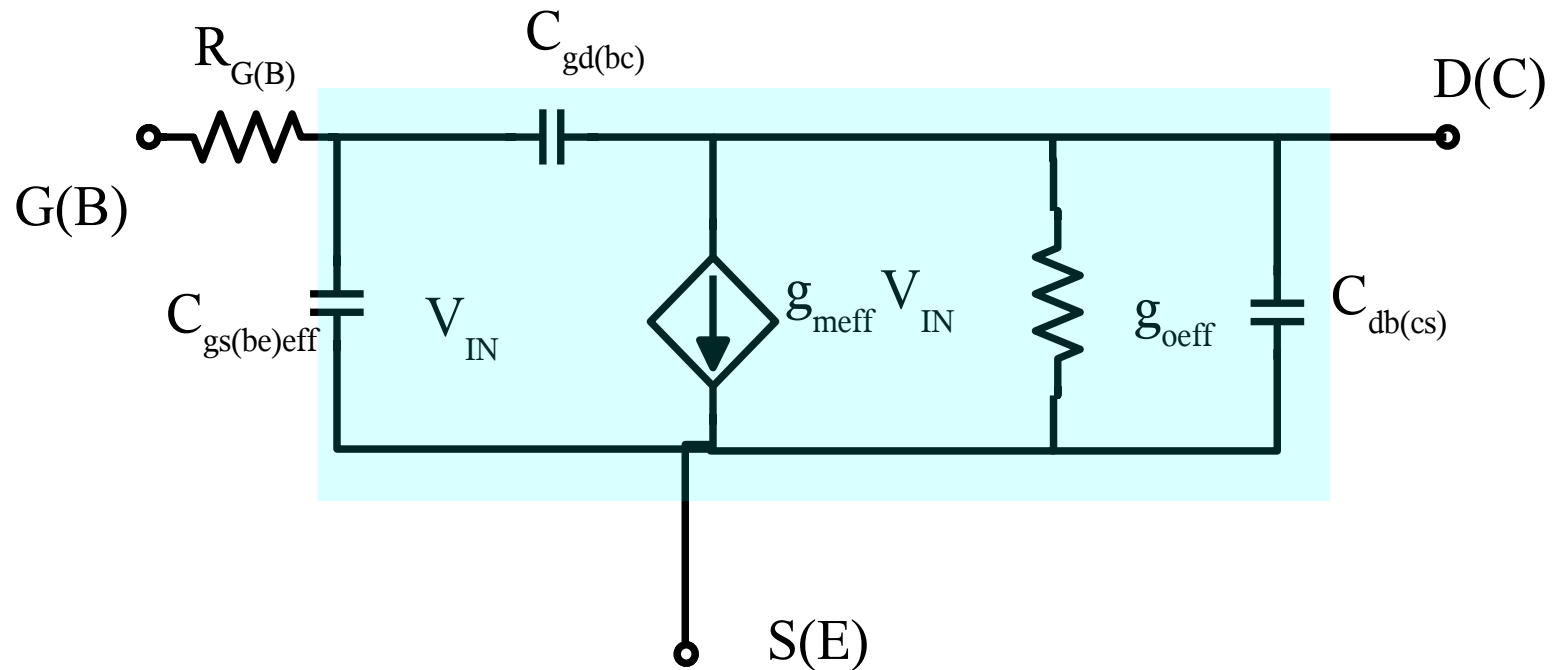 R_G(B)
C_gd(bc)
D(C)
G(B)
C_gs(be)eff
V_IN
g_meff V_IN
g_oeff
C_db(cs)
S(E)